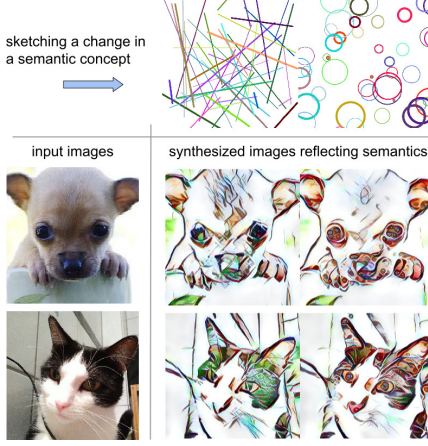 sketching a change in
a semantic concept
input images
synthesized images reflecting semantics